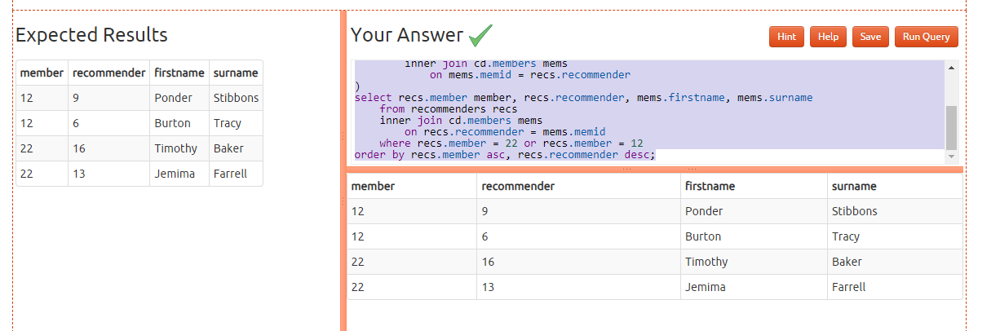 Expected Results
member recommender firstname surname
12 9 Ponder Stibbons
12 6 Burton Tracy
22 16 Timothy Baker
22 13 Jemima Farrell
Your Answer
Hint Help Save Run Query
inner join cd.members mems
on mems.memid = recs.recommender
)
select recs.member member, recs.recommender, mems.firstname, mems.surname
from recommenders recs
inner join cd.members mems
on recs.recommender = mems.memid
where recs.member = 22 or recs.member = 12
order by recs.member asc, recs.recommender desc;
member recommender firstname surname
12 9 Ponder Stibbons
12 6 Burton Tracy
22 16 Timothy Baker
22 13 Jemima Farrell